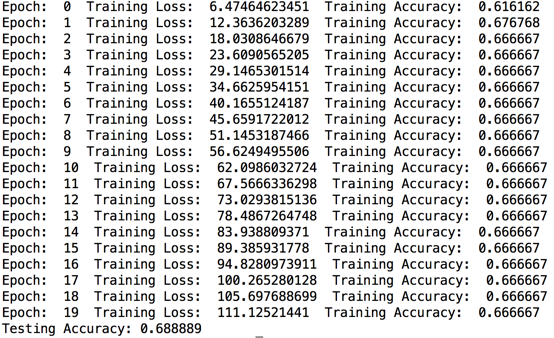 Epoch: 0 Training Loss: 6.47464623451 Training Accuracy: 0.616162
Epoch: 1 Training Loss: 12.3636203289 Training Accuracy: 0.676768
Epoch: 2 Training Loss: 18.0308646679 Training Accuracy: 0.666667
Epoch: 3 Training Loss: 23.6090565205 Training Accuracy: 0.666667
Epoch: 4 Training Loss: 29.1465301514 Training Accuracy: 0.666667
Epoch: 5 Training Loss: 34.6625954151 Training Accuracy: 0.666667
Epoch: 6 Training Loss: 40.1655124187 Training Accuracy: 0.666667
Epoch: 7 Training Loss: 45.6591722012 Training Accuracy: 0.666667
Epoch: 8 Training Loss: 51.1453187466 Training Accuracy: 0.666667
Epoch: 9 Training Loss: 56.6249495506 Training Accuracy: 0.666667
Epoch: 10 Training Loss: 62.0986032724 Training Accuracy: 0.666667
Epoch: 11 Training Loss: 67.5666336298 Training Accuracy: 0.666667
Epoch: 12 Training Loss: 73.0293815136 Training Accuracy: 0.666667
Epoch: 13 Training Loss: 78.4867264748 Training Accuracy: 0.666667
Epoch: 14 Training Loss: 83.938809371 Training Accuracy: 0.666667
Epoch: 15 Training Loss: 89.385931778 Training Accuracy: 0.666667
Epoch: 16 Training Loss: 94.8280973911 Training Accuracy: 0.666667
Epoch: 17 Training Loss: 100.265280128 Training Accuracy: 0.666667
Epoch: 18 Training Loss: 105.697688699 Training Accuracy: 0.666667
Epoch: 19 Training Loss: 111.12521441 Training Accuracy: 0.666667
Testing Accuracy: 0.688889